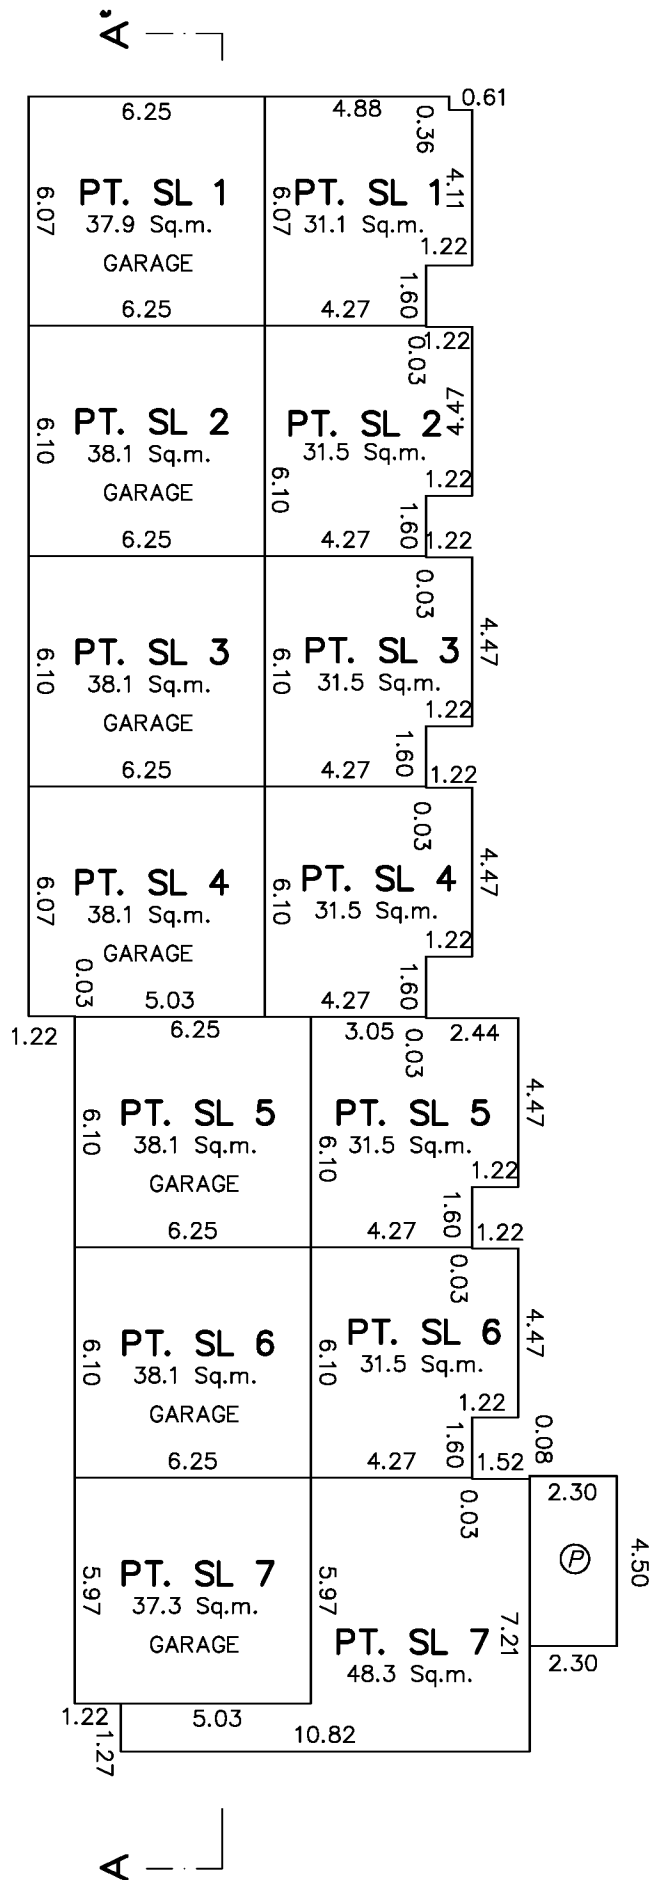 A'
6.25
4.88
0.61
0.36
6.07
PT. SL 1
37.9 Sq.m.
GARAGE
6.25
6.07
PT. SL 1
31.1 Sq.m.
4.11
1.22
1.60
4.27
1.22
0.03
6.10
PT. SL 2
38.1 Sq.m.
GARAGE
6.25
6.10
PT. SL 2
31.5 Sq.m.
4.47
1.22
1.60
4.27
1.22
0.03
6.10
PT. SL 3
38.1 Sq.m.
GARAGE
6.25
6.10
PT. SL 3
31.5 Sq.m.
4.47
1.22
1.60
4.27
1.22
0.03
6.07
PT. SL 4
38.1 Sq.m.
GARAGE
0.03
5.03
1.22
6.10
PT. SL 4
31.5 Sq.m.
4.47
1.22
1.60
4.27
6.25
3.05
0.03
2.44
6.10
PT. SL 5
38.1 Sq.m.
GARAGE
6.25
6.10
PT. SL 5
31.5 Sq.m.
4.47
1.22
1.60
4.27
1.22
0.03
6.10
PT. SL 6
38.1 Sq.m.
GARAGE
6.25
6.10
PT. SL 6
31.5 Sq.m.
4.47
1.22
1.60
4.27
1.52
0.08
0.03
2.30
P
4.50
2.30
5.97
PT. SL 7
37.3 Sq.m.
GARAGE
5.97
PT. SL 7
48.3 Sq.m.
7.21
1.22
5.03
1.27
10.82
A